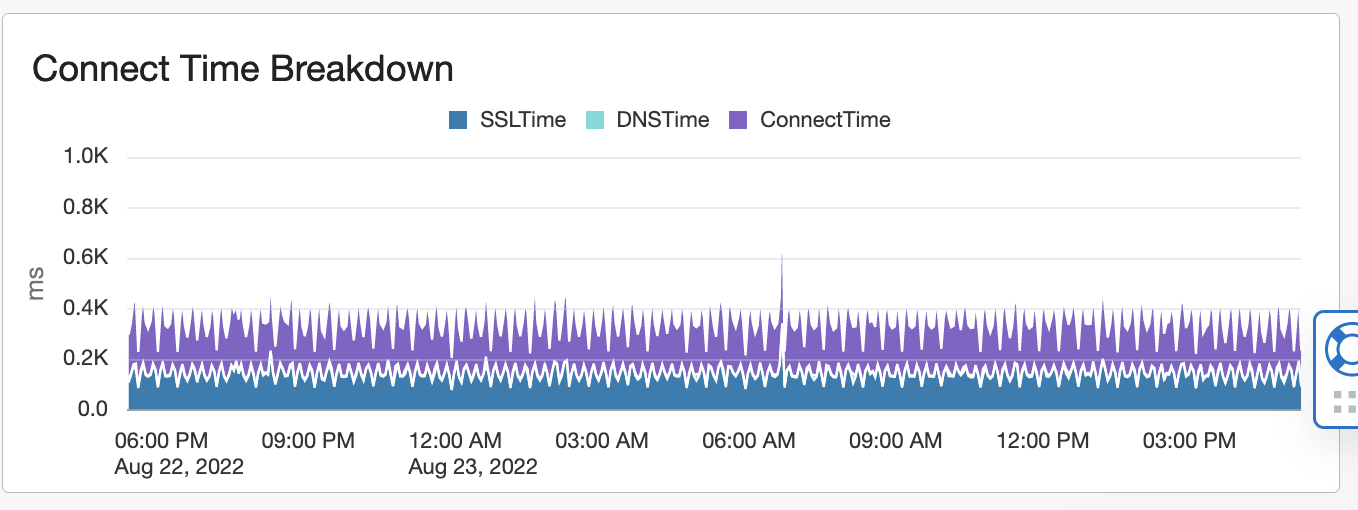 Connect Time Breakdown
SSLTime DNSTime ConnectTime
1.0K
0.8K
0.6K
0.4K
0.2K
0.0
ms
06:00 PM 09:00 PM 12:00 AM 03:00 AM 06:00 AM 09:00 AM 12:00 PM 03:00 PM
Aug 22, 2022 Aug 23, 2022